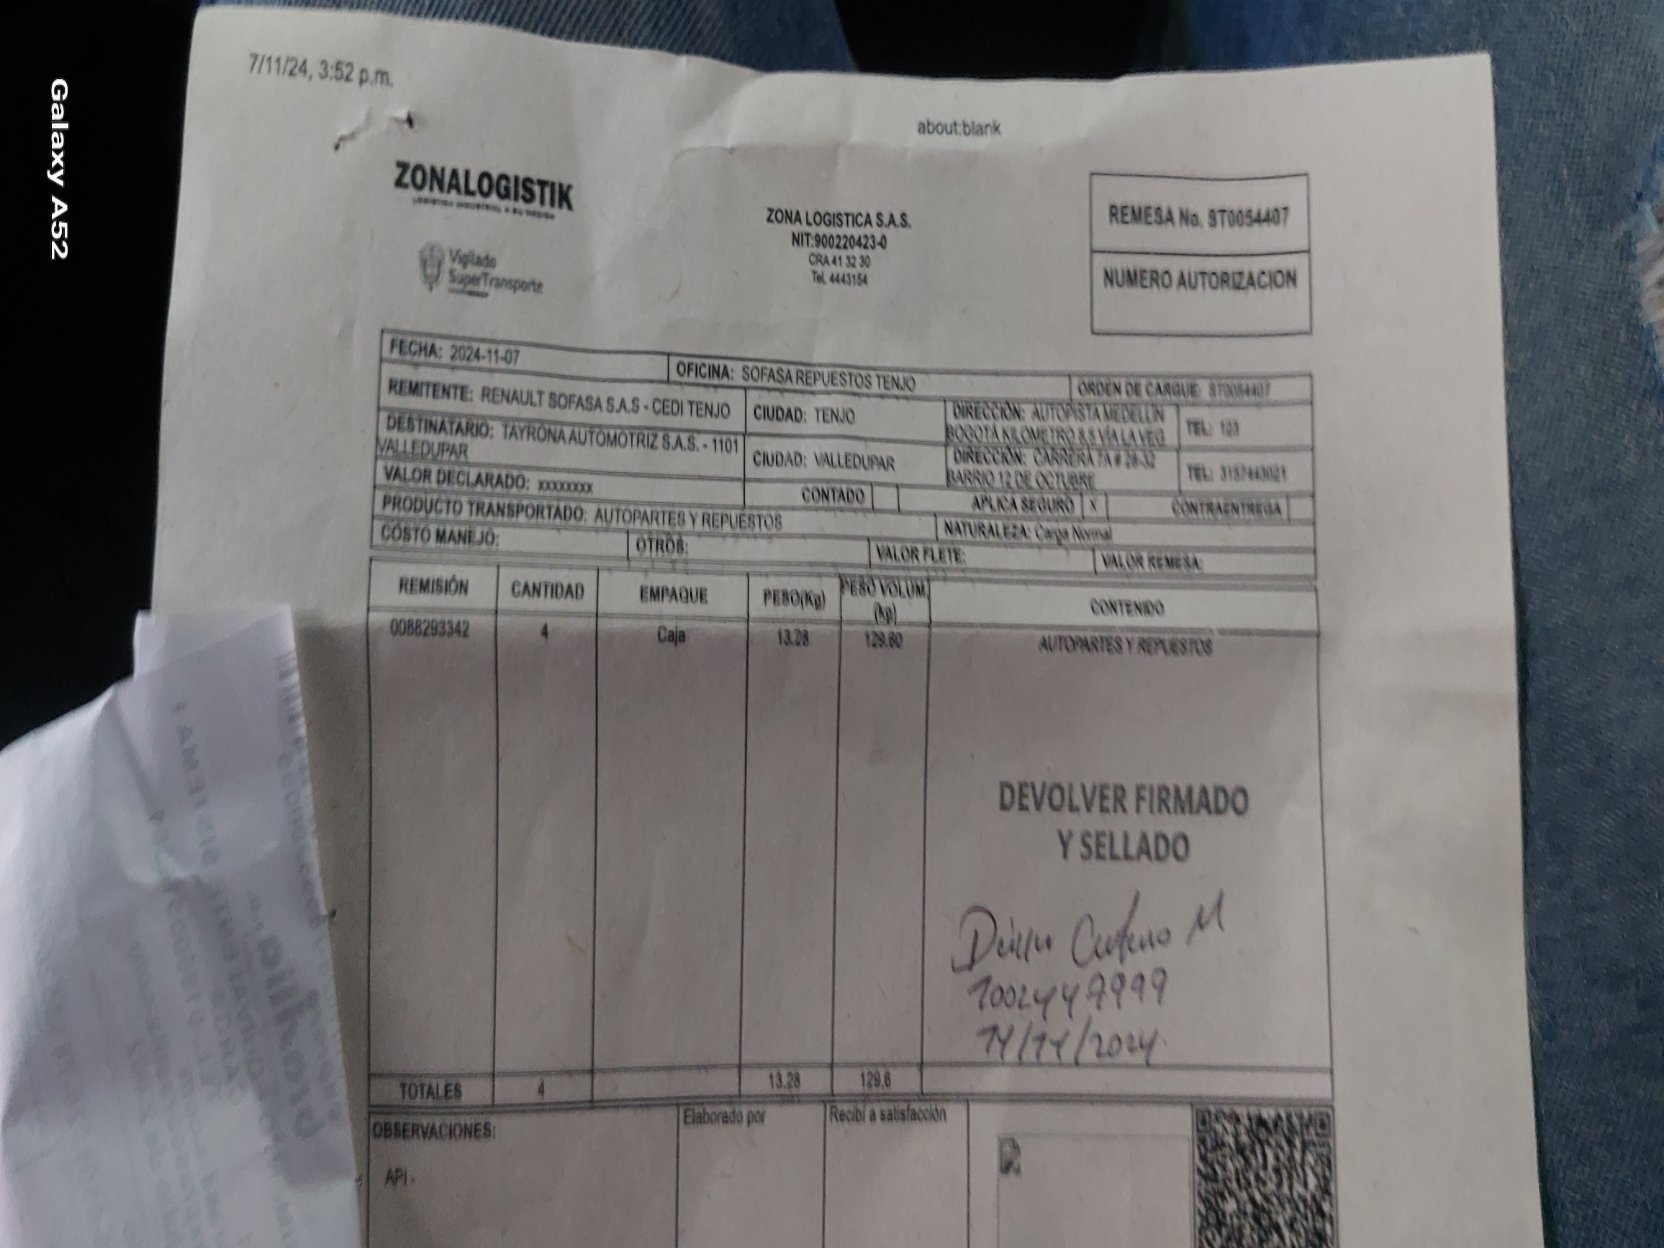 Galaxy A52
7/11/24, 3:52 p.m.
about:blank
ZONALOGISTIK
Vigilado
SuperTransporte
ZONA LOGISTICA S.A.S.
NIT:900220423-0
CRA 41 32 30
Tel. 4443154
REMESA No. ST0054407
NUMERO AUTORIZACION
FECHA: 2024-11-07
OFICINA: SOFASA REPUESTOS TENJO
ORDEN DE CARGUE: ST0054407
REMITENTE: RENAULT SOFASA S.A.S - CEDI TENJO
CIUDAD: TENJO
DIRECCIÓN: AUTOPISTA MEDELLIN
BOGOTÁ KILOMETRO 8.5 VÍA LA VEG
TEL: 123
DESTINATARIO: TAYRONA AUTOMOTRIZ S.A.S. - 1101
VALLEDUPAR
CIUDAD: VALLEDUPAR
DIRECCIÓN: CARRERA 7A # 28-32
BARRIO 12 DE OCTUBRE
TEL:
VALOR DECLARADO: xxxxxxxx
CONTADO
APLICA SEGURO X
CONTRAENTREGA
PRODUCTO TRANSPORTADO: AUTOPARTES Y REPUESTOS
NATURALEZA: Carga Normal
COSTO MANEJO:
OTROS:
VALOR FLETE:
VALOR REMESA:
REMISIÓN CANTIDAD EMPAQUE PESO(Kg) PESO VOLUM. (kg) CONTENIDO
0088293342 4 Caja 13.28 129.60 AUTOPARTES Y REPUESTOS
DEVOLVER FIRMADO
Y SELLADO
1002447999
14/11/2024
TOTALES 4 13.28 129,6
OBSERVACIONES:
Elaborado por
Recibí a satisfacción
API -